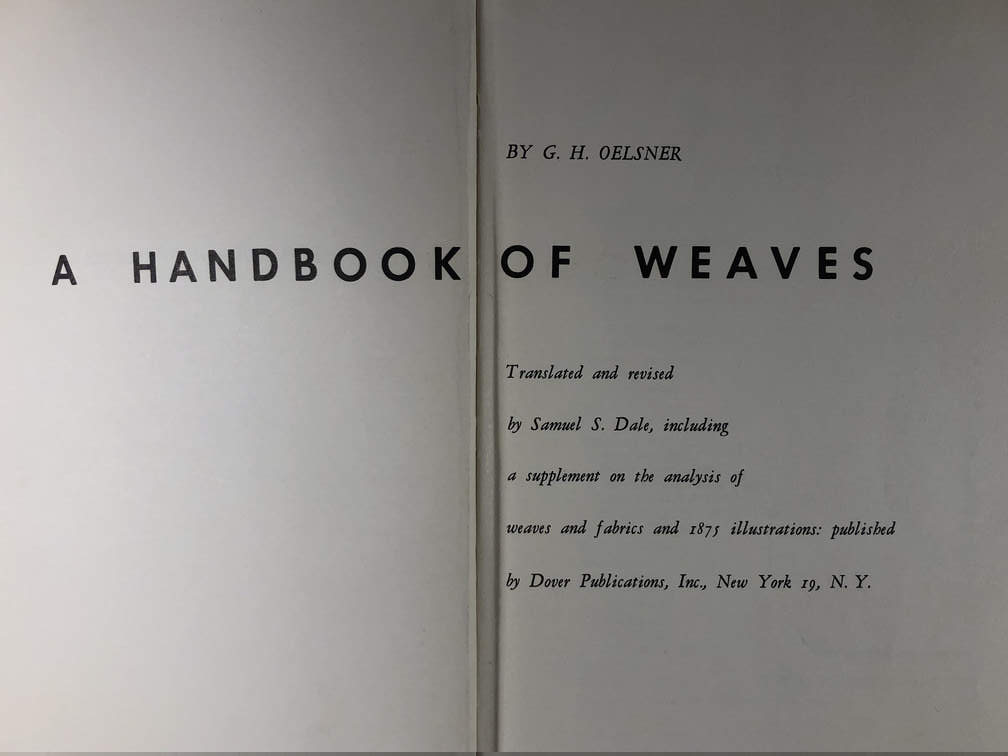 BY G. H. OELSNER
A HANDBOOK OF WEAVES
Translated and revised
by Samuel S. Dale, including
a supplement on the analysis of
weaves and fabrics and 1875 illustrations: published
by Dover Publications, Inc., New York 19, N. Y.